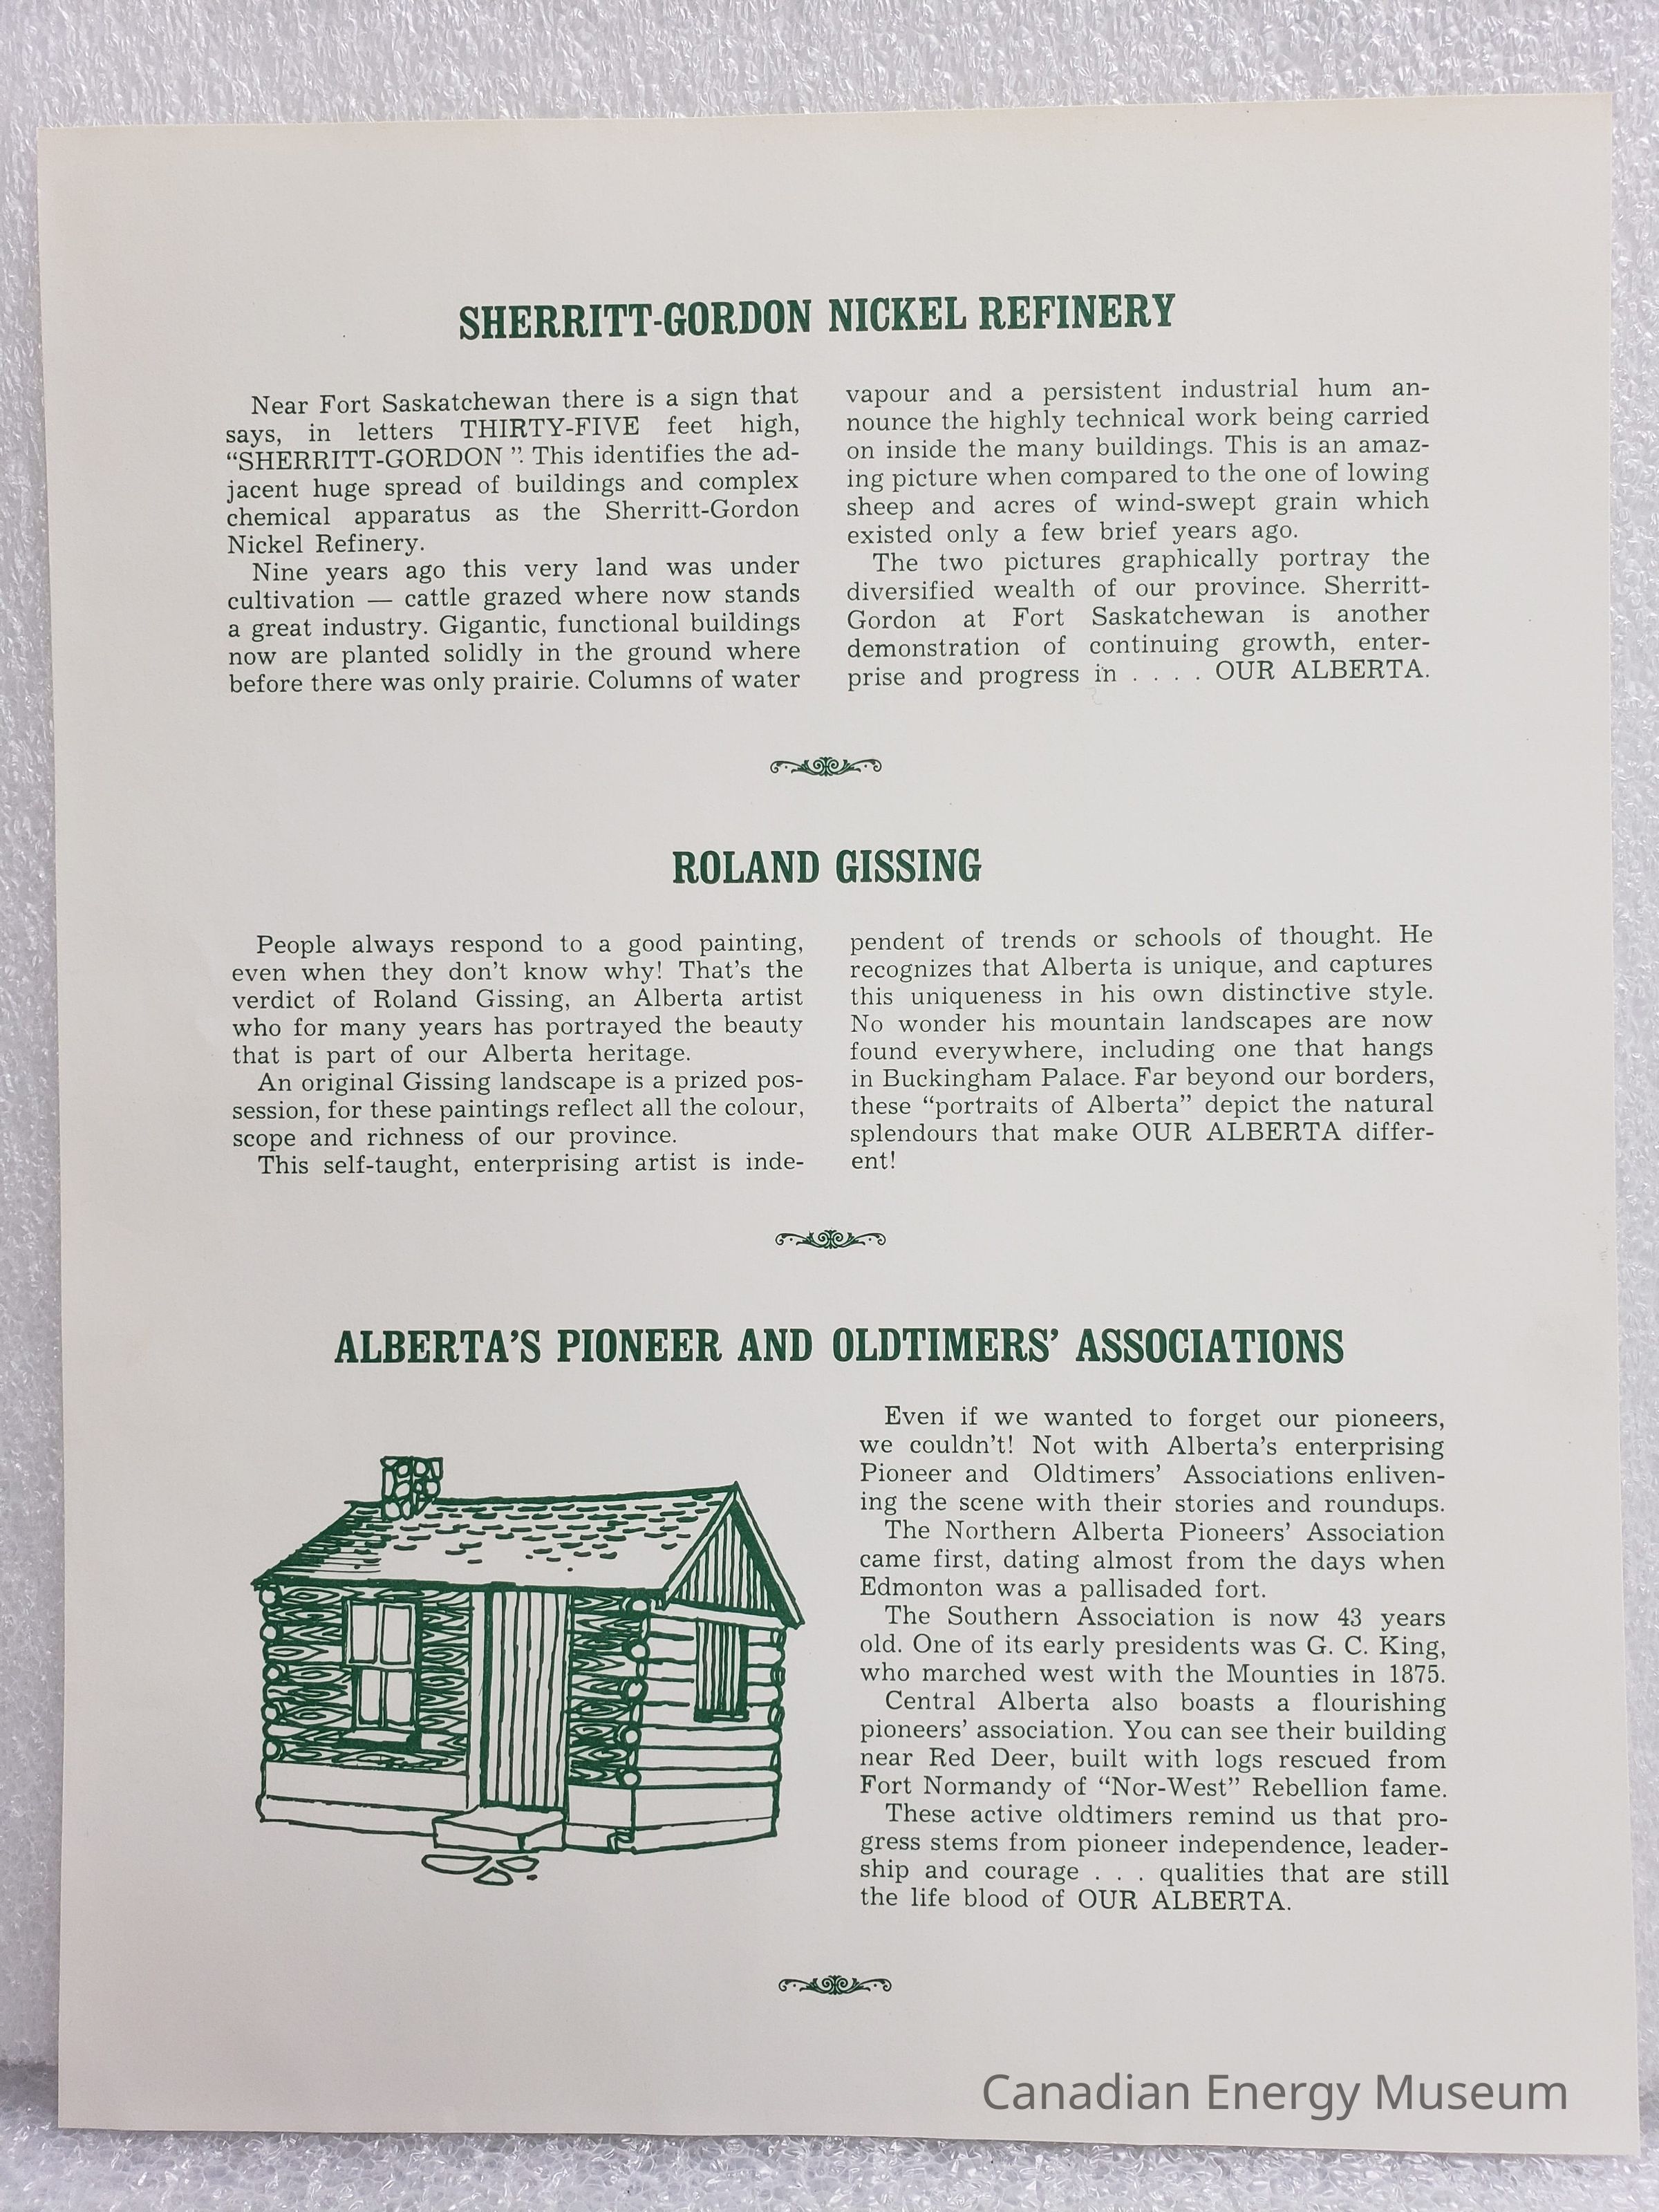 SHERRITT-GORDON NICKEL REFINERY
Near Fort Saskatchewan there is a sign that
says, in letters THIRTY-FIVE feet high,
“SHERRITT-GORDON ”. This identifies the ad-
jacent huge spread of buildings and complex
chemical apparatus as the Sherritt-Gordon
Nickel Refinery.
Nine years ago this very land was under
cultivation — cattle grazed where now stands
a great industry. Gigantic, functional buildings
now are planted solidly in the ground where
before there was only prairie. Columns of water
vapour and a persistent industrial hum an-
nounce the highly technical work being carried
on inside the many buildings. This is an amaz-
ing picture when compared to the one of lowing
sheep and acres of wind-swept grain which
existed only a few brief years ago.
The two pictures graphically portray the
diversified wealth of our province. Sherritt-
Gordon at Fort Saskatchewan is another
demonstration of continuing growth, enter-
prise and progress in . . . . OUR ALBERTA.
ROLAND GISSING
People always respond to a good painting,
even when they don’t know why! That’s the
verdict of Roland Gissing, an Alberta artist
who for many years has portrayed the beauty
that is part of our Alberta heritage.
An original Gissing landscape is a prized pos-
session, for these paintings reflect all the colour,
scope and richness of our province.
This self-taught, enterprising artist is inde-
pendent of trends or schools of thought. He
recognizes that Alberta is unique, and captures
this uniqueness in his own distinctive style.
No wonder his mountain landscapes are now
found everywhere, including one that hangs
in Buckingham Palace. Far beyond our borders,
these “portraits of Alberta” depict the natural
splendours that make OUR ALBERTA differ-
ent!
ALBERTA’S PIONEER AND OLDTIMERS’ ASSOCIATIONS
Even if we wanted to forget our pioneers,
we couldn’t! Not with Alberta’s enterprising
Pioneer and Oldtimers’ Associations enliven-
ing the scene with their stories and roundups.
The Northern Alberta Pioneers’ Association
came first, dating almost from the days when
Edmonton was a pallisaded fort.
The Southern Association is now 43 years
old. One of its early presidents was G. C. King,
who marched west with the Mounties in 1875.
Central Alberta also boasts a flourishing
pioneers’ association. You can see their building
near Red Deer, built with logs rescued from
Fort Normandy of “Nor-West” Rebellion fame.
These active oldtimers remind us that pro-
gress stems from pioneer independence, leader-
ship and courage . . . qualities that are still
the life blood of OUR ALBERTA.
Canadian Energy Museum